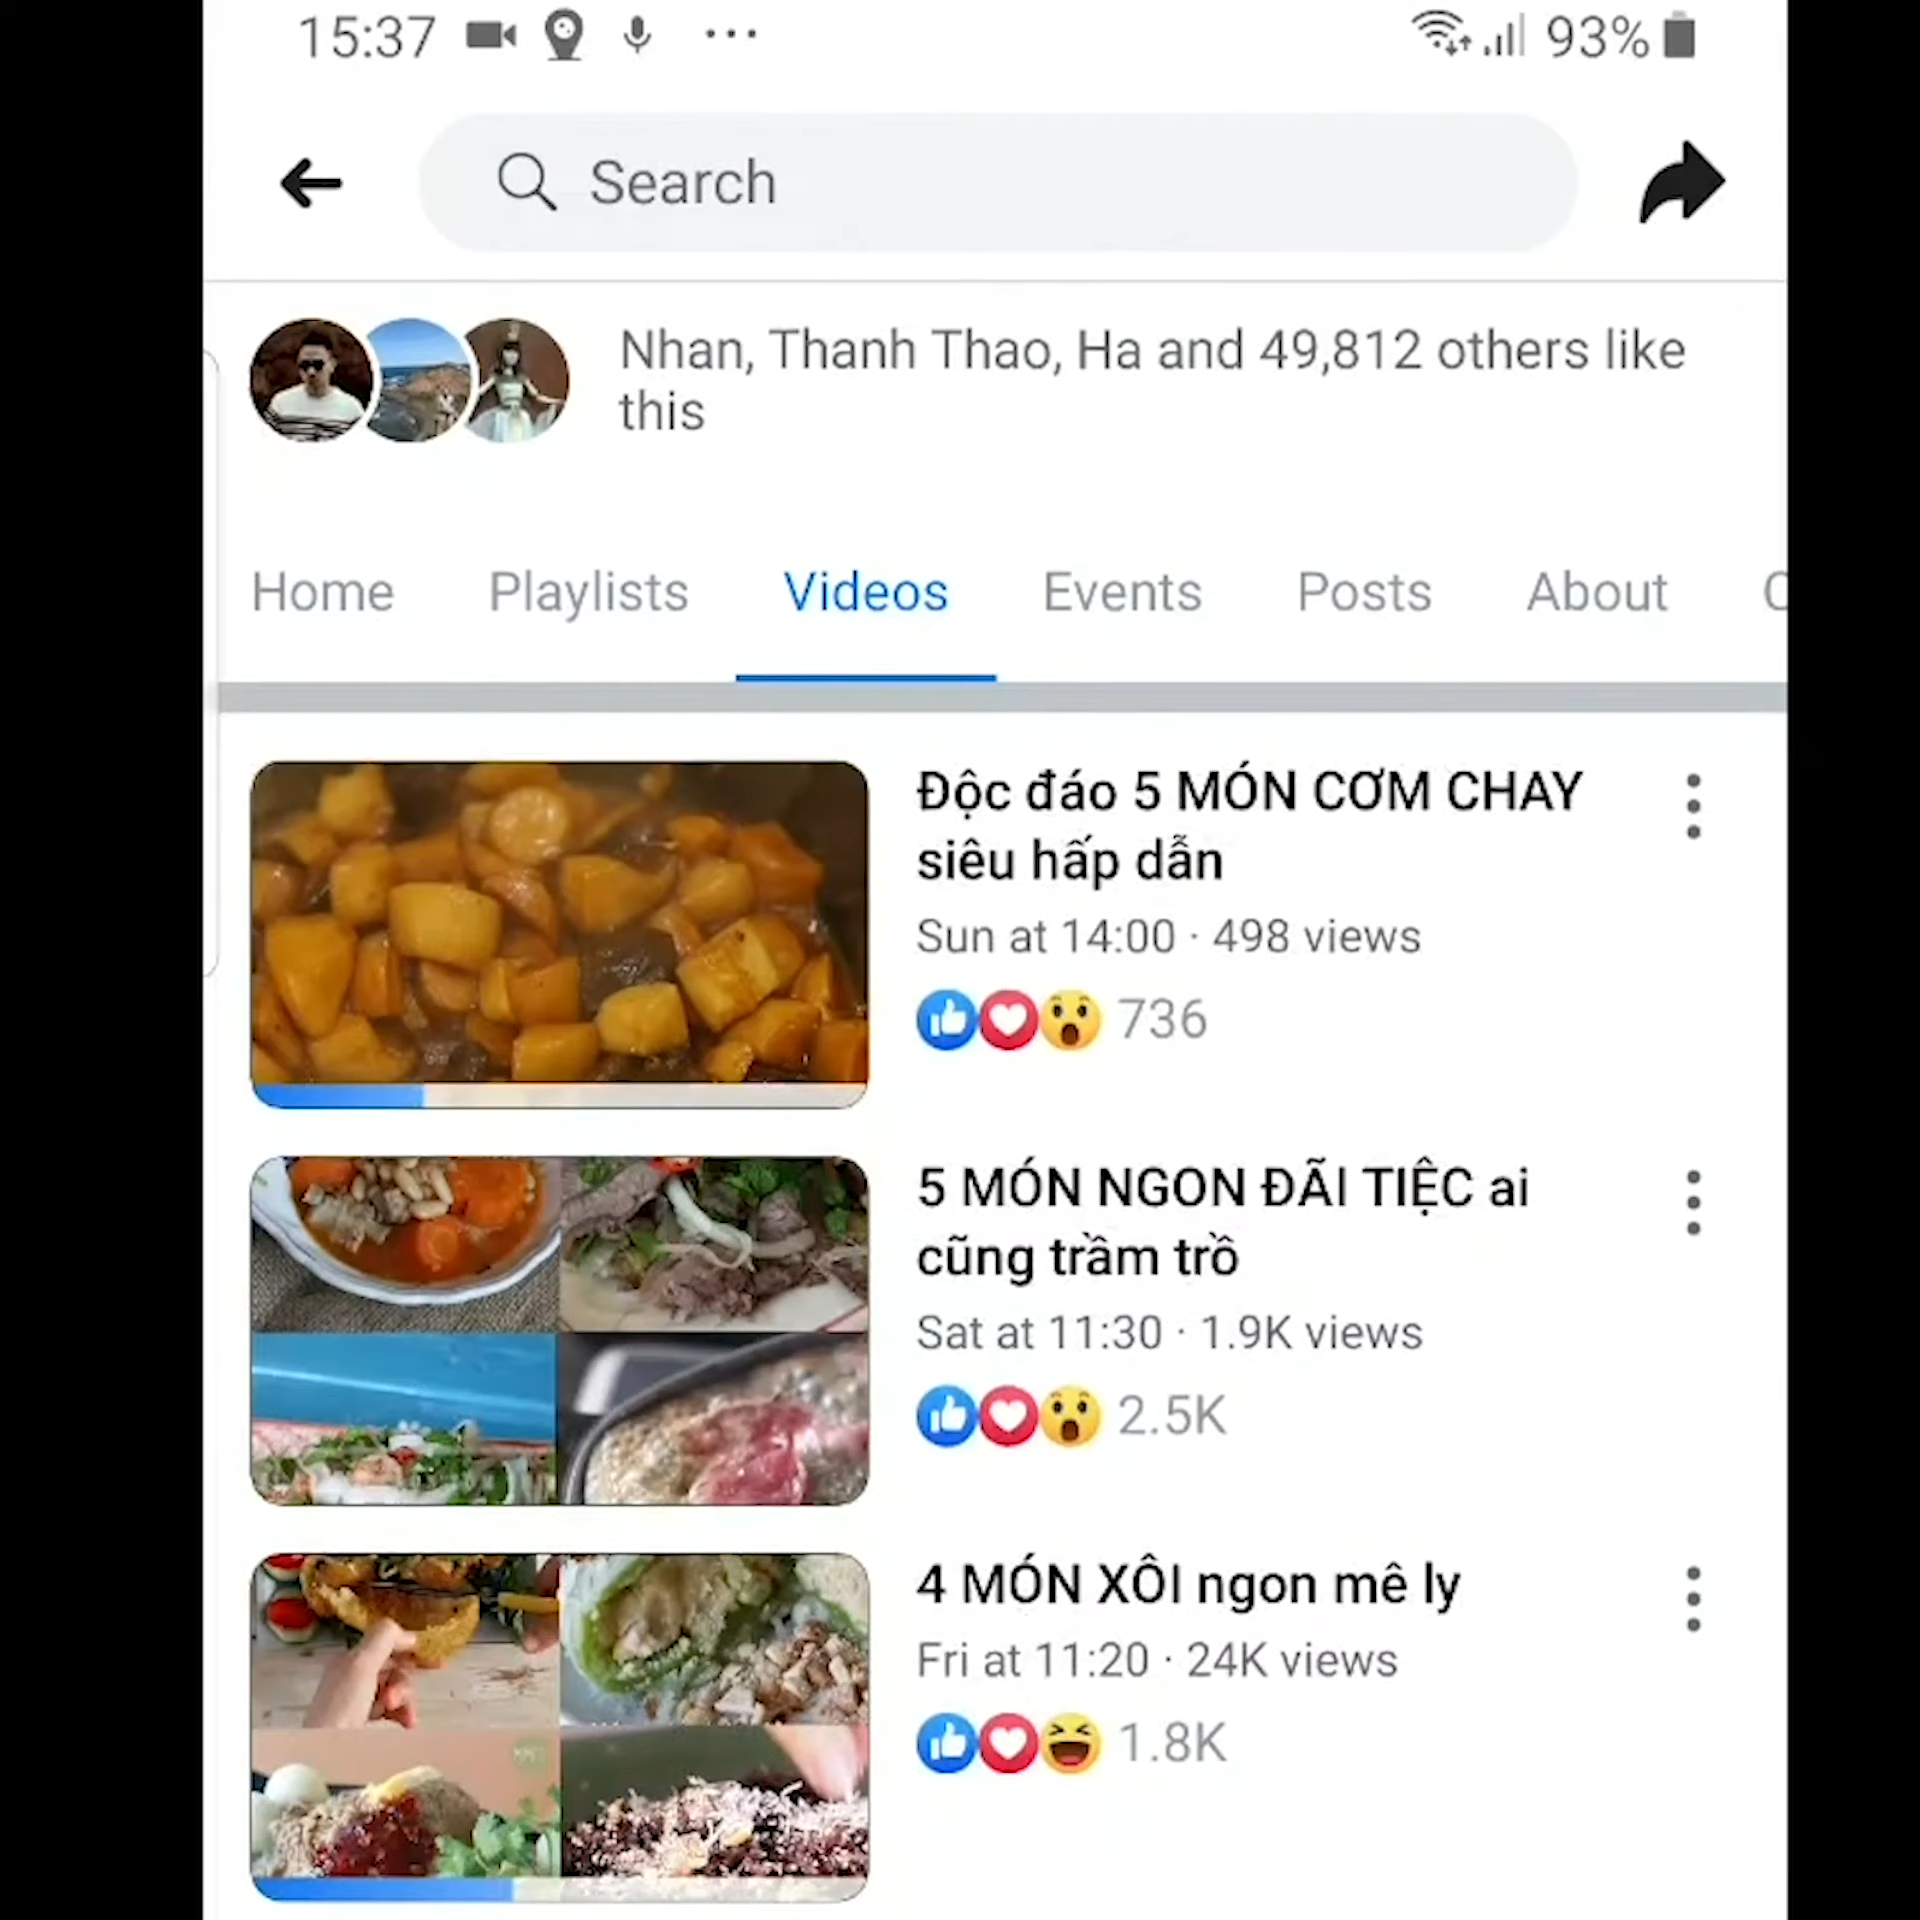 15:37
93%
Search
Nhan, Thanh Thao, Ha and 49,812 others like
this
Home Playlists Videos Events Posts About
Độc đáo 5 MÓN CƠM CHAY
siêu hấp dẫn
Sun at 14:00 · 498 views
736
5 MÓN NGON ĐÃI TIỆC ai
cũng trầm trồ
Sat at 11:30 · 1.9K views
2.5K
4 MÓN XÔI ngon mê ly
Fri at 11:20 · 24K views
1.8K